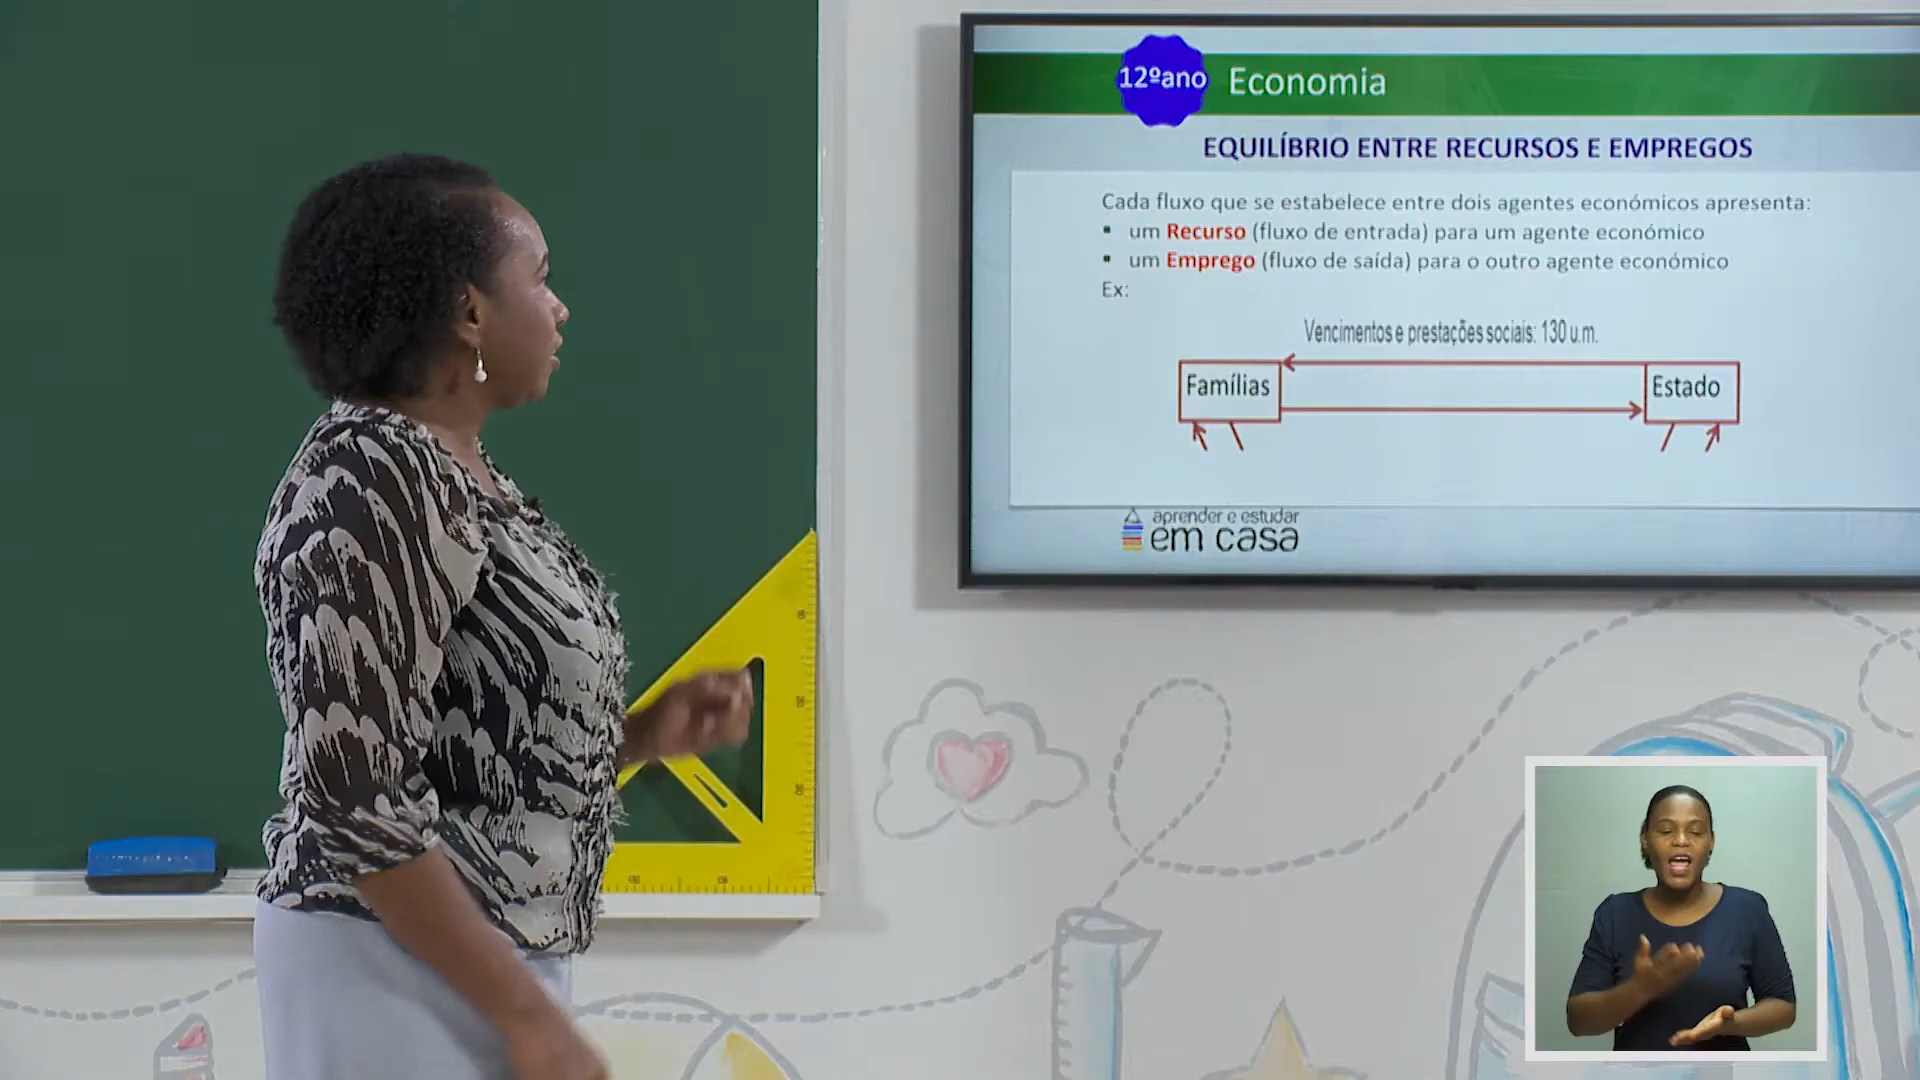 12ºano Economia
EQUILÍBRIO ENTRE RECURSOS E EMPREGOS
Cada fluxo que se estabelece entre dois agentes económicos apresenta:
▪ um Recurso (fluxo de entrada) para um agente económico
▪ um Emprego (fluxo de saída) para o outro agente económico
Ex:
Vencimentos e prestações sociais: 130 u.m.
Famílias
Estado
aprender e estudar
em casa